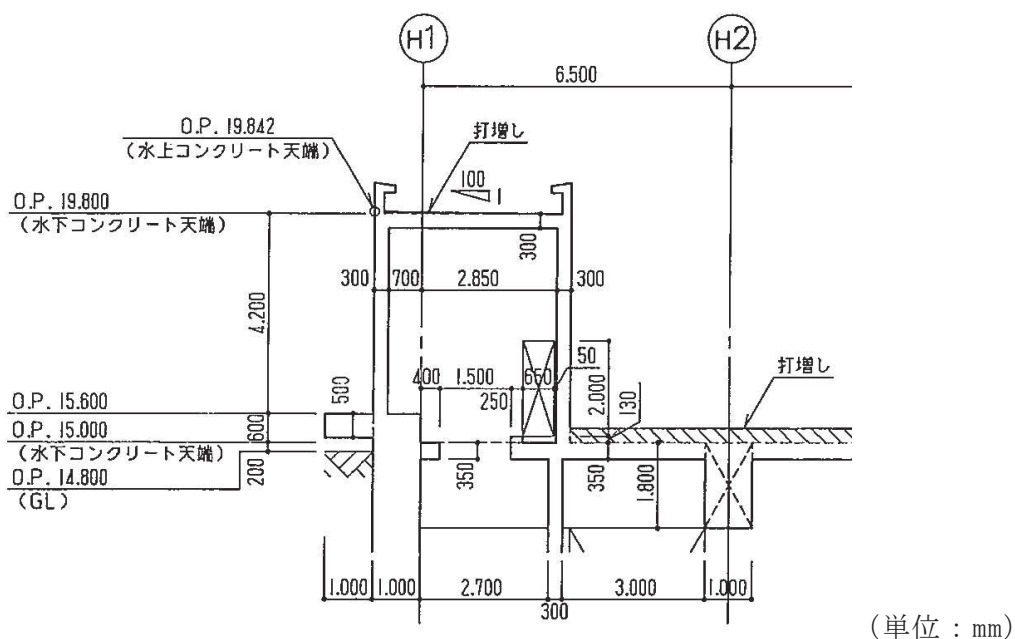 H1
H2
6.500
O.P. 19.842
(水上コンクリート天端)
打増し
100
1
O.P. 19.800
(水下コンクリート天端)
300
300
700
2.850
300
4.200
50
打増し
400
1.500
650
2.000
500
250
130
O.P. 15.600
600
O.P. 15.000
(水下コンクリート天端)
200
350
350
1.800
O.P. 14.800
(GL)
1.000
1.000
2.700
3.000
1.000
300
(単位:mm)